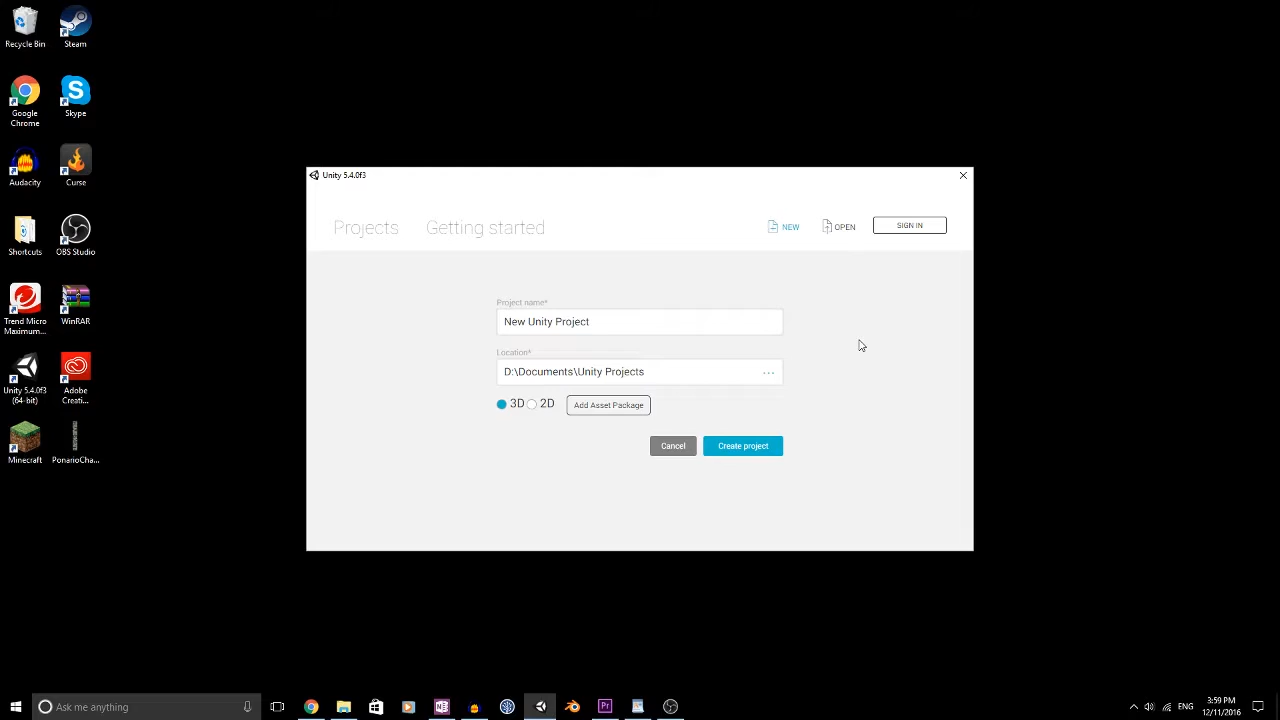 Recycle Bin
Steam
Google
Chrome
Skype
Audacity
Curse
Shortcuts
OBS Studio
Trend Micro
Maximum...
WinRAR
Unity 5.4.0f3
(64-bit)
Adobe
Creati...
Minecraft
PonarioCha...
Unity 5.4.0f3
Projects
Getting started
NEW
OPEN
SIGN IN
Project name*
New Unity Project
Location*
D:\Documents\Unity Projects
...
3D
2D
Add Asset Package
Cancel
Create project
Ask me anything
N
Pr
ENG
3:59 PM
12/11/2016